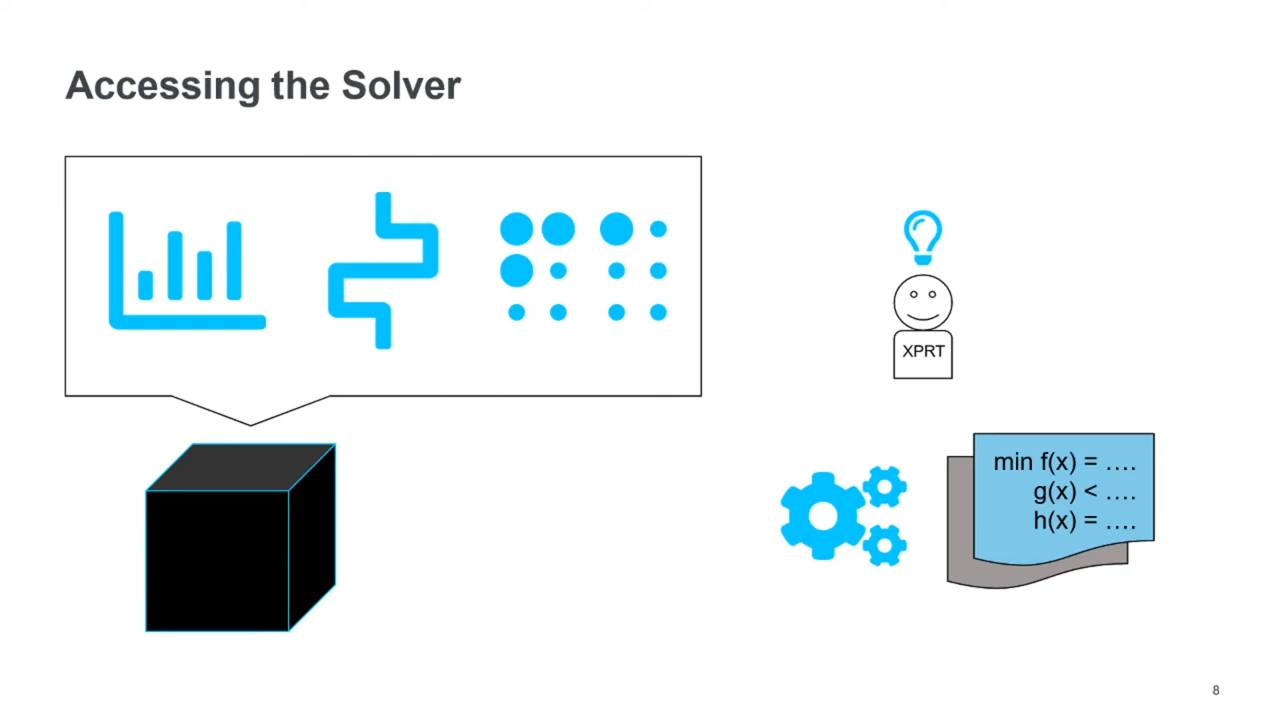 Accessing the Solver
XPRT
min f(x) = ....
g(x) < ....
h(x) = ....
8